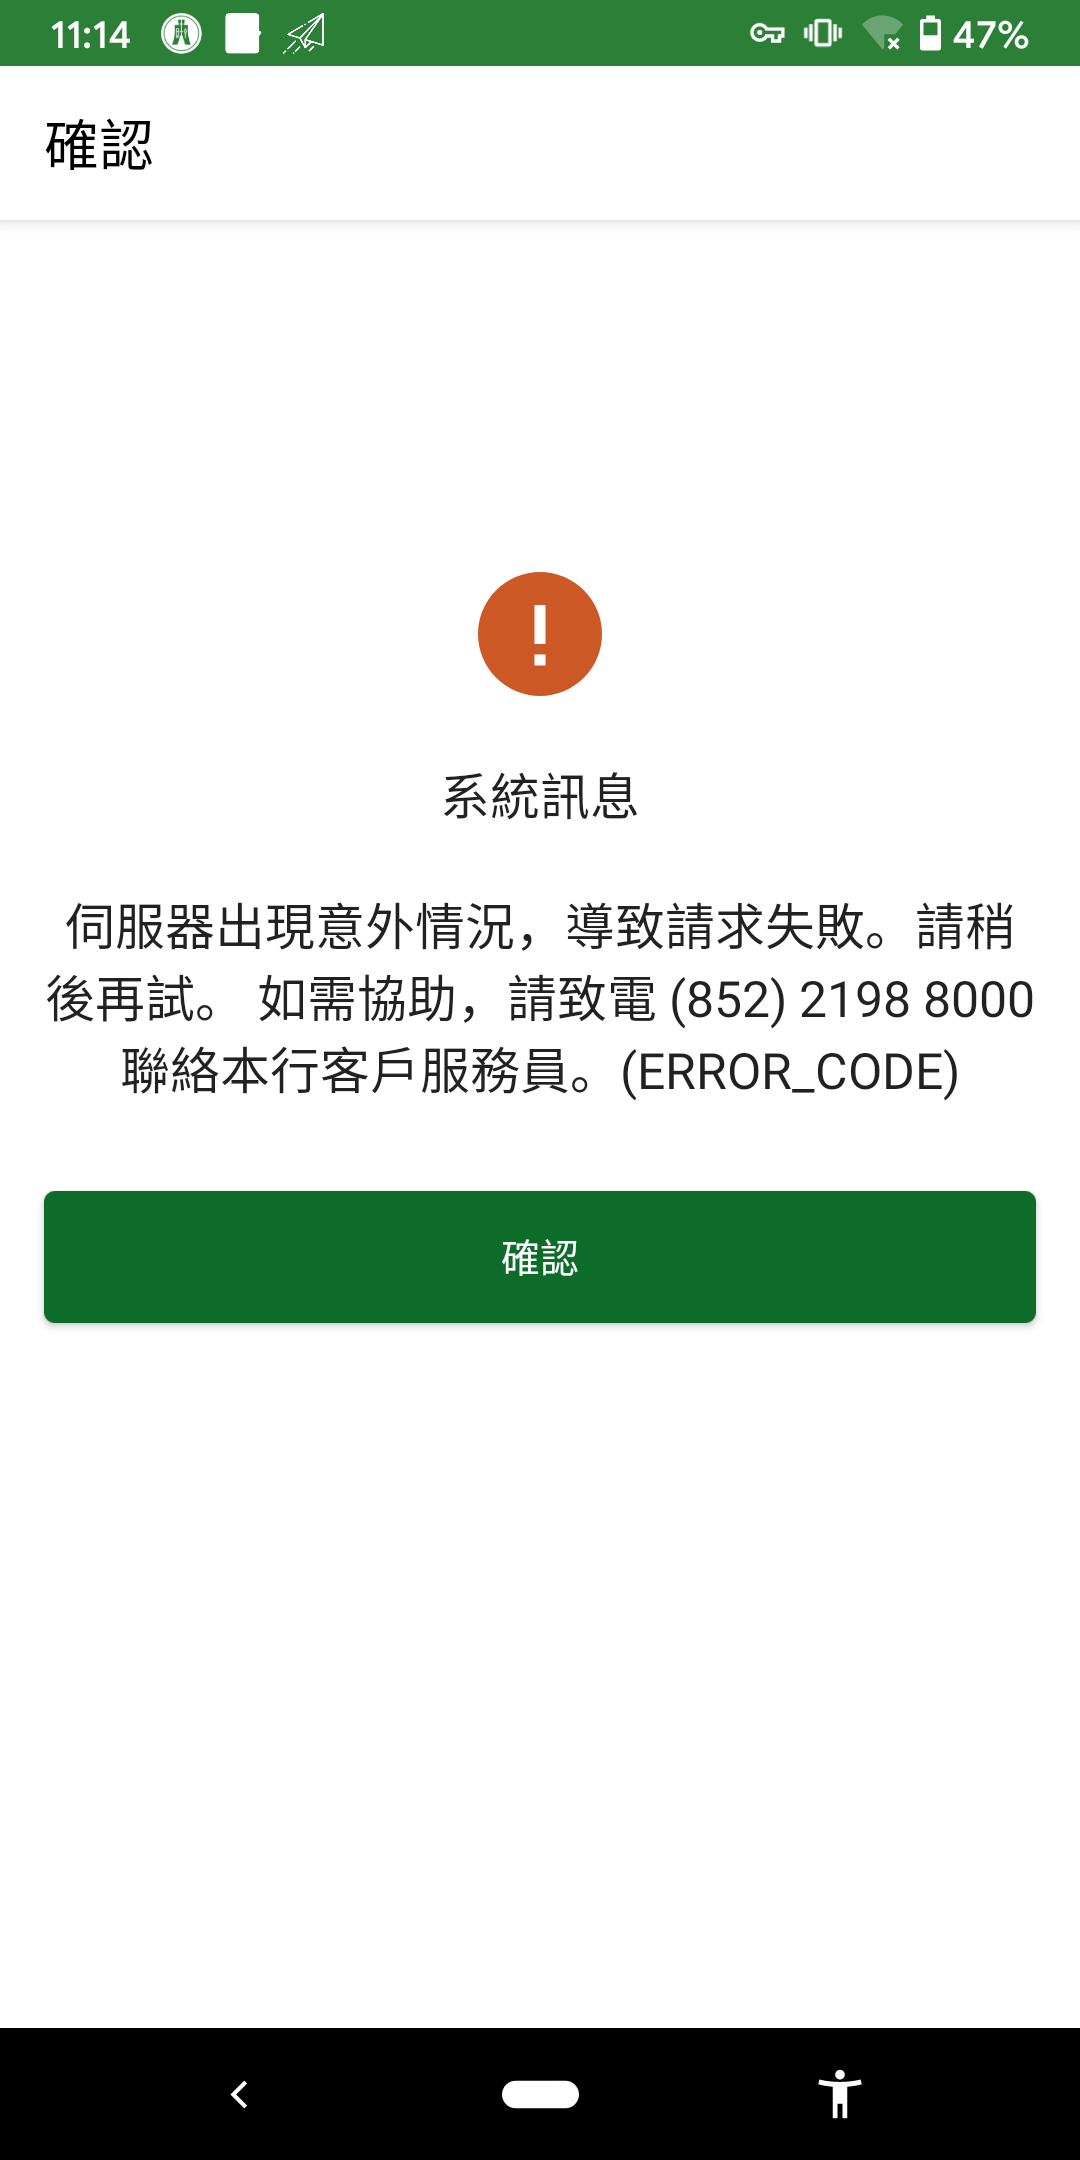 11:14
47%
確認
系統訊息
伺服器出現意外情況，導致請求失敗。請稍
後再試。 如需協助，請致電 (852) 2198 8000
聯絡本行客戶服務員。(ERROR_CODE)
確認